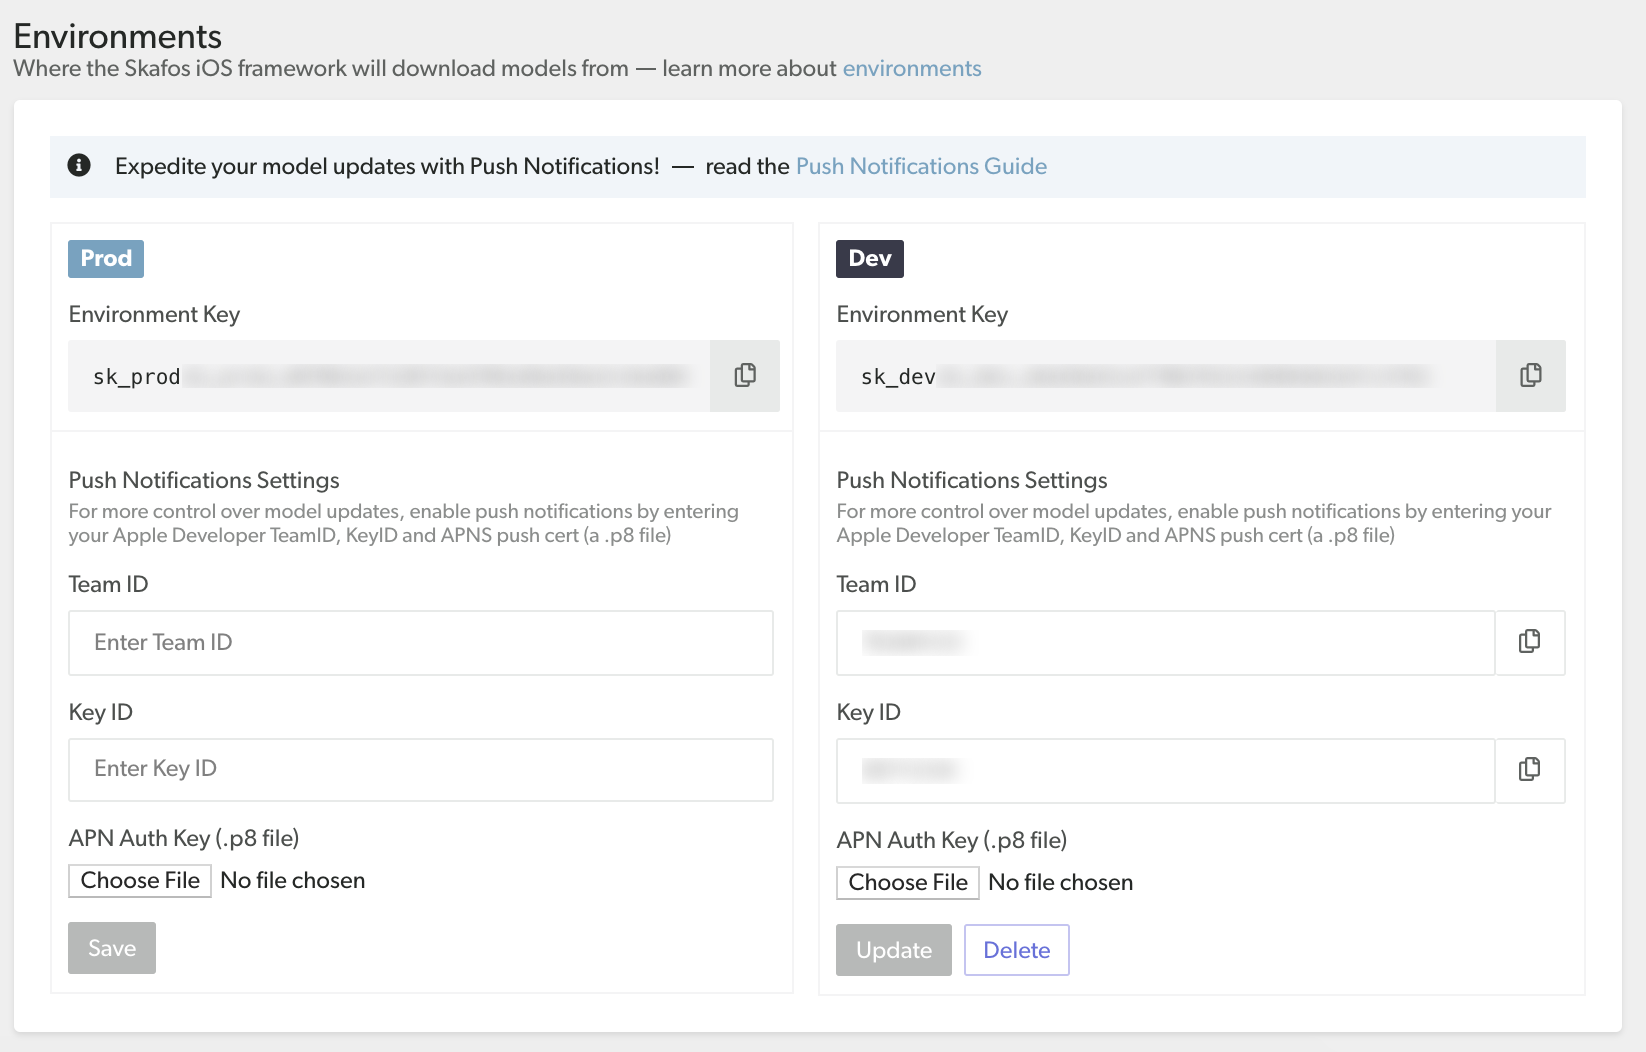 Environments
Where the Skafos iOS framework will download models from — learn more about environments
Expedite your model updates with Push Notifications! — read the Push Notifications Guide
Prod
Environment Key
sk_prod
Push Notifications Settings
For more control over model updates, enable push notifications by entering
your Apple Developer TeamID, KeyID and APNS push cert (a .p8 file)
Team ID
Enter Team ID
Key ID
Enter Key ID
APN Auth Key (.p8 file)
Choose File No file chosen
Save
Dev
Environment Key
sk_dev
Push Notifications Settings
For more control over model updates, enable push notifications by entering your
Apple Developer TeamID, KeyID and APNS push cert (a .p8 file)
Team ID
Key ID
APN Auth Key (.p8 file)
Choose File No file chosen
Update Delete